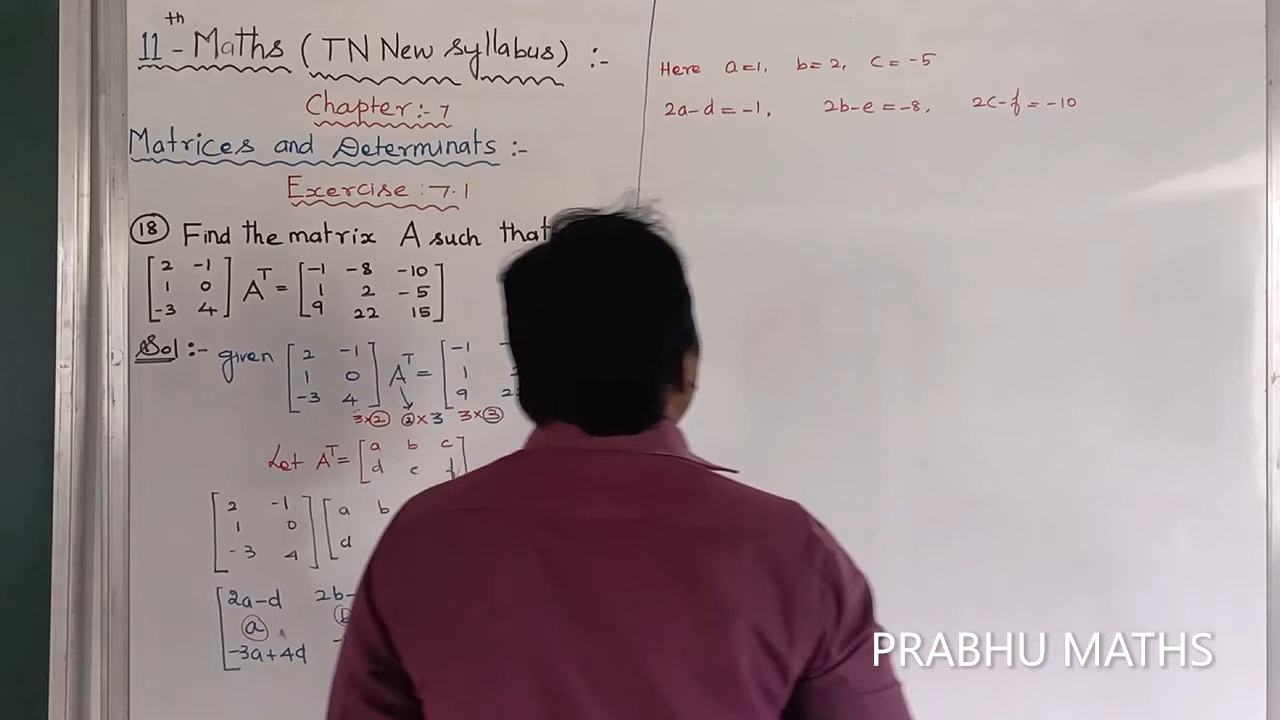 11th - Maths ( TN New syllabus) :-
Chapter:- 7
Matrices and Determinats :-
Exercise : 7.1
(18) Find the matrix A such that
[2 -1
1 0
-3 4] A^T = [-1 -8 -10
1 2 -5
9 22 15]
Sol :- given [2 -1
1 0
-3 4] A^T = [-1
1
9
3×2 2×3 3×3
Let A^T = [a b c
d e f]
[2 -1
1 0
-3 4] [a b
d
[2a-d 2b-
a b
-3a+4d
Here a=1, b=2, c=-5
2a-d=-1, 2b-e=-8, 2c-f=-10
PRABHU MATHS